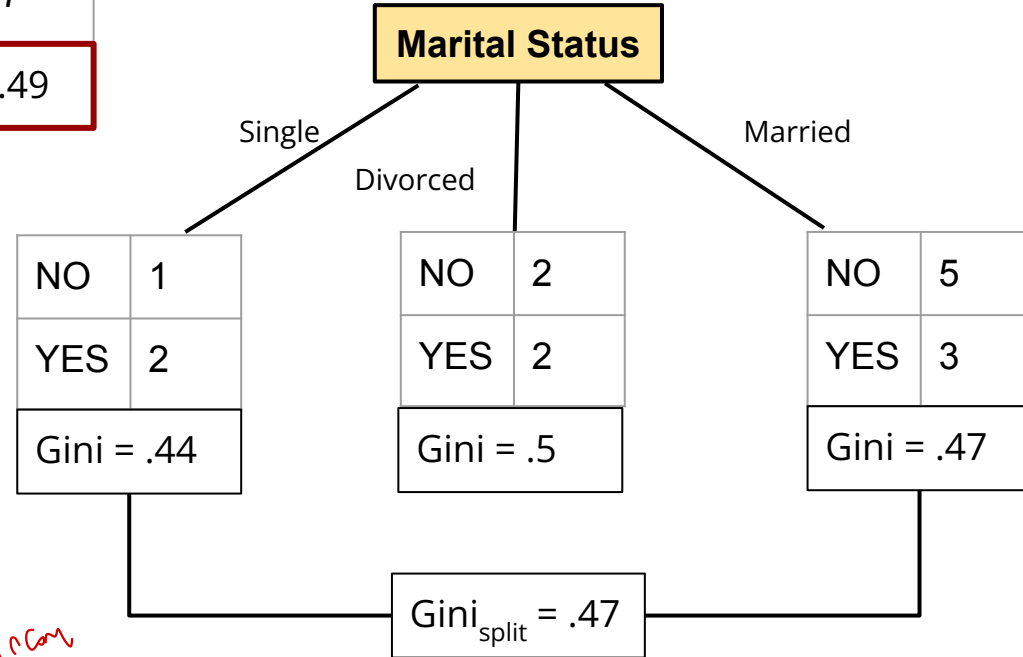 .49
Marital Status
Single
Divorced
Married
NO 1
YES 2
Gini = .44
NO 2
YES 2
Gini = .5
NO 5
YES 3
Gini = .47
Gini split = .47